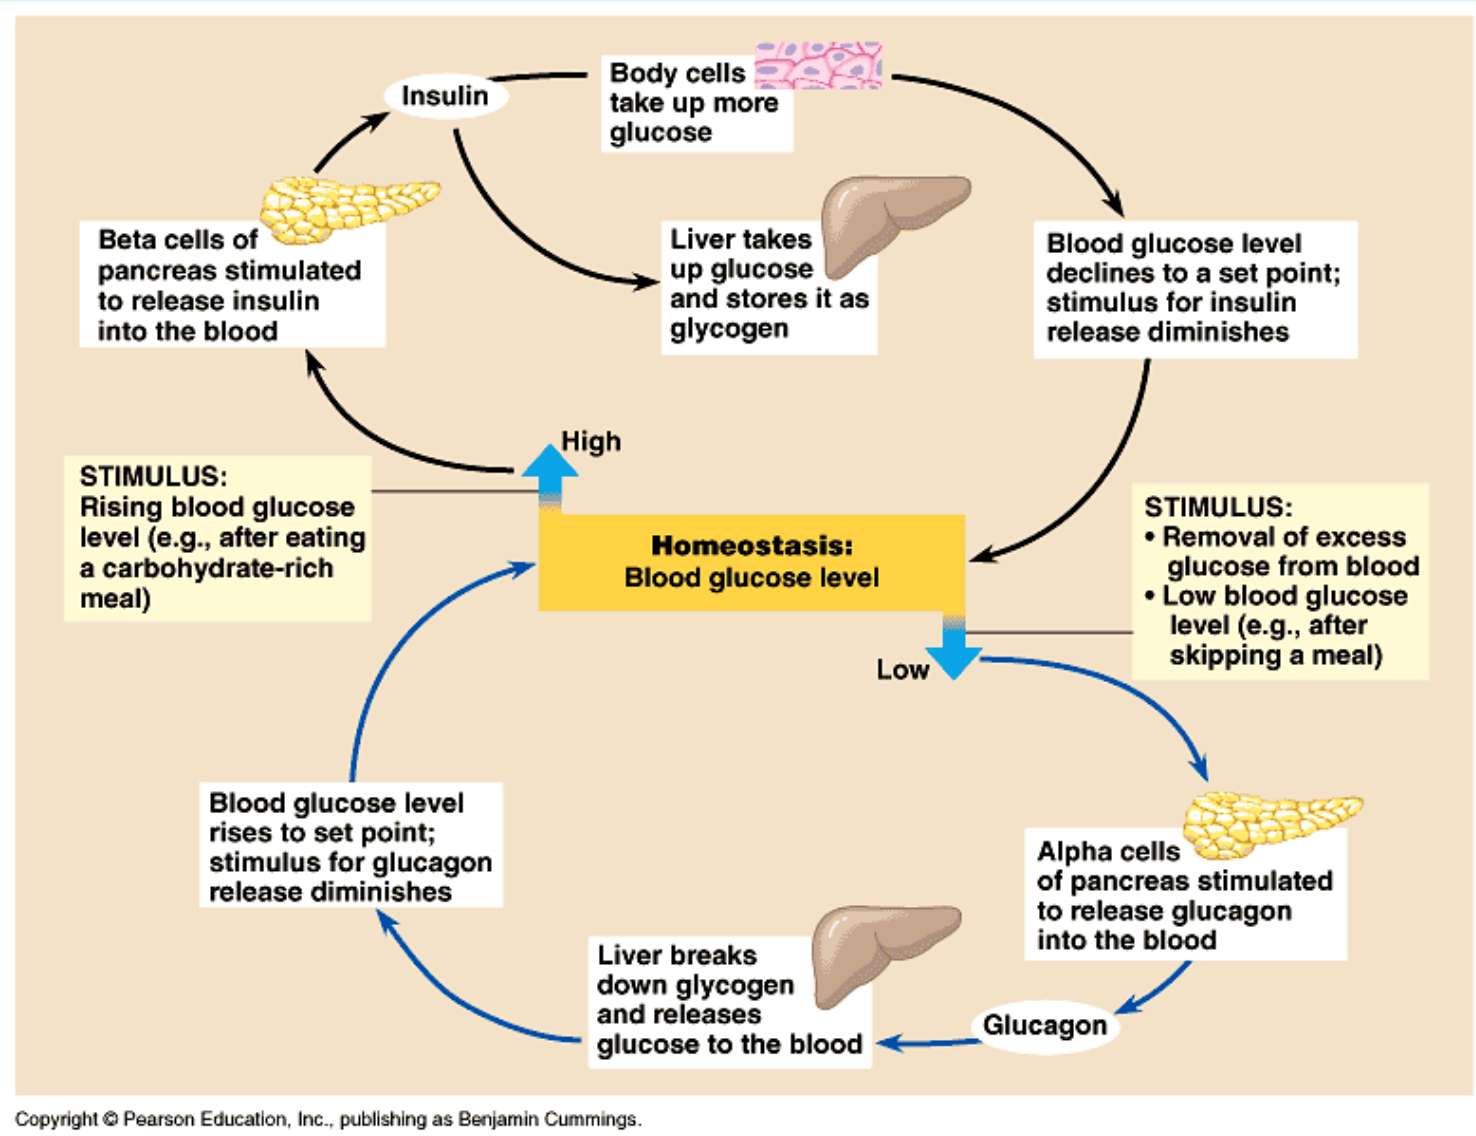 Insulin
Body cells
take up more
glucose
Beta cells of
pancreas stimulated
to release insulin
into the blood
Liver takes
up glucose
and stores it as
glycogen
Blood glucose level
declines to a set point;
stimulus for insulin
release diminishes
High
STIMULUS:
Rising blood glucose
level (e.g., after eating
a carbohydrate-rich
meal)
Homeostasis:
Blood glucose level
STIMULUS:
• Removal of excess
glucose from blood
• Low blood glucose
level (e.g., after
skipping a meal)
Low
Blood glucose level
rises to set point;
stimulus for glucagon
release diminishes
Alpha cells
of pancreas stimulated
to release glucagon
into the blood
Liver breaks
down glycogen
and releases
glucose to the blood
Glucagon
Copyright © Pearson Education, Inc., publishing as Benjamin Cummings.